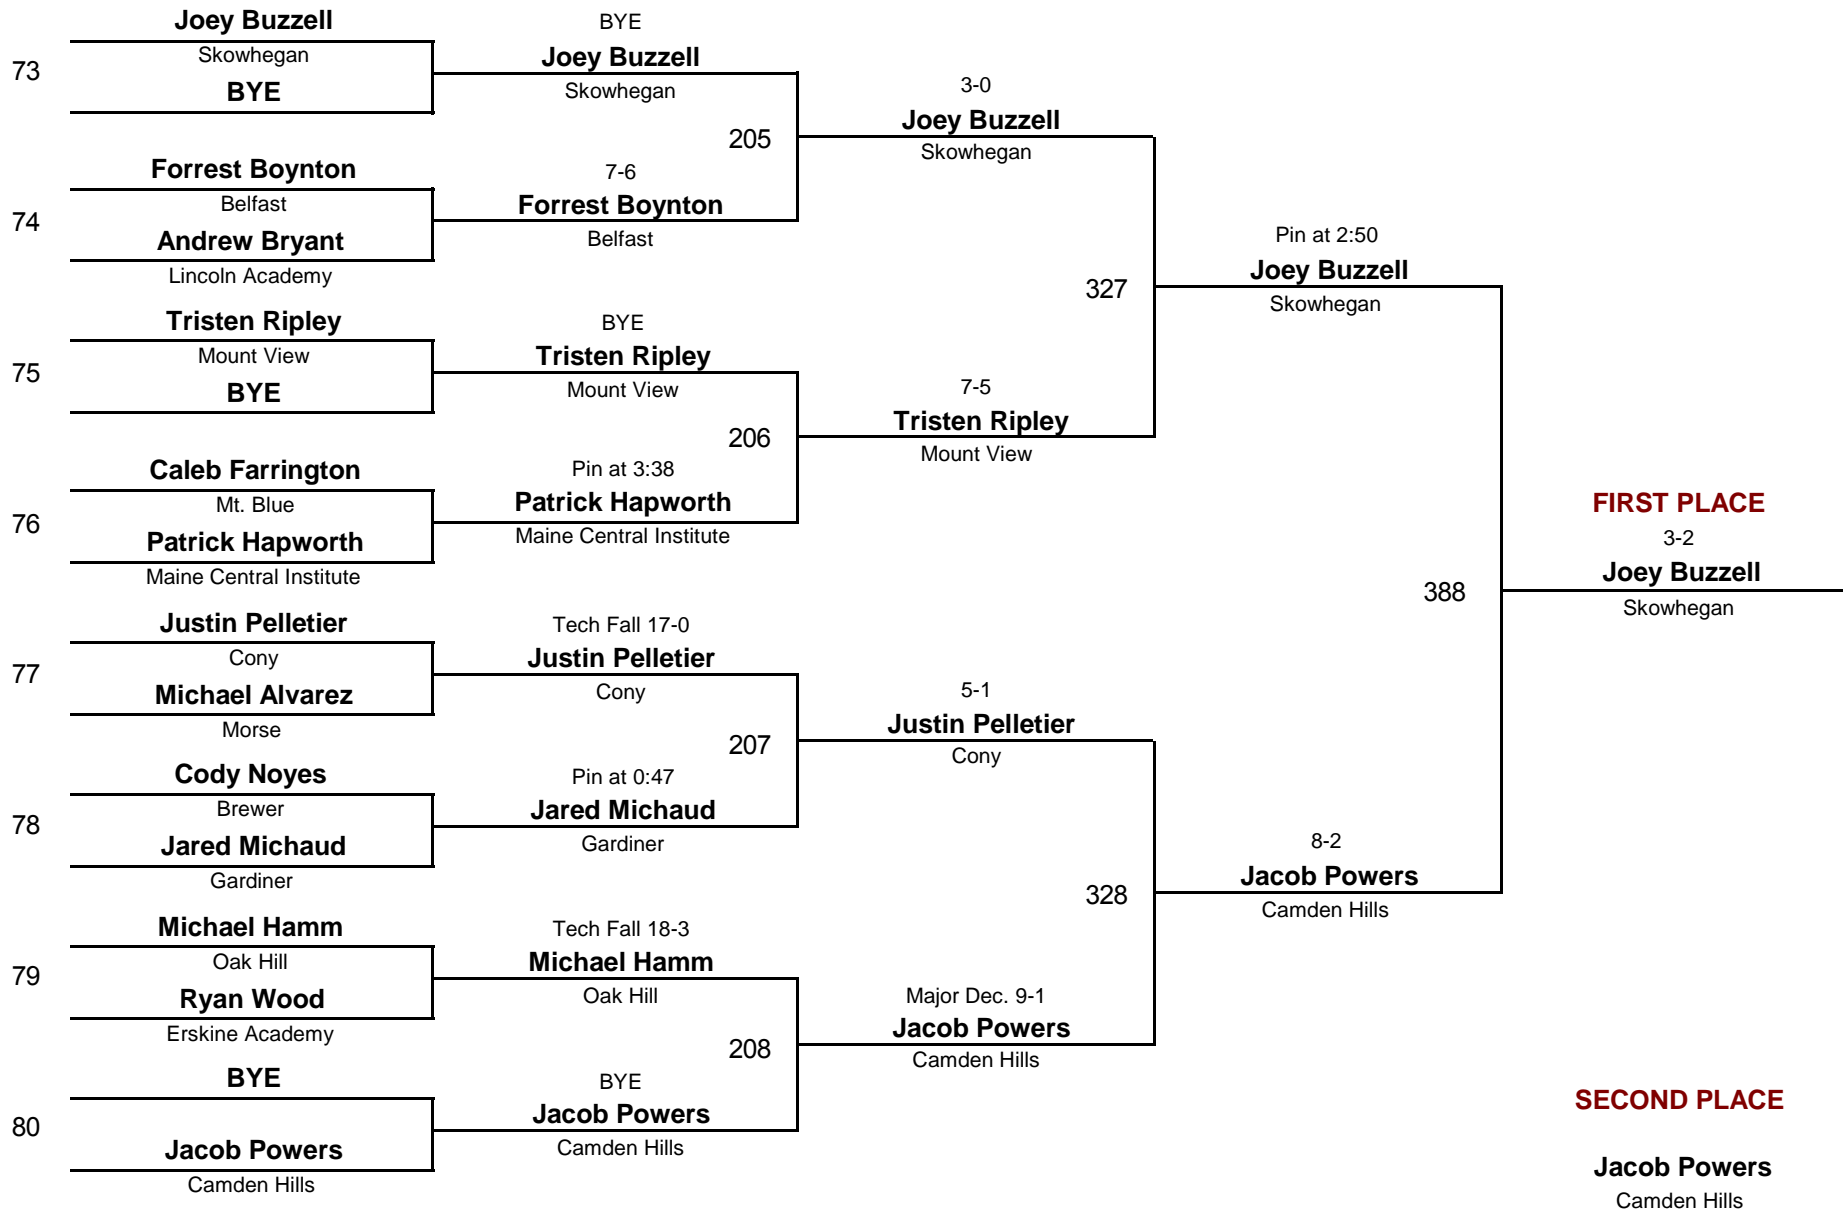 Joey Buzzell
Skowhegan
73
BYE
Forrest Boynton
Belfast
74
Andrew Bryant
Lincoln Academy
Tristen Ripley
Mount View
75
BYE
Caleb Farrington
Mt. Blue
76
Patrick Hapworth
Maine Central Institute
Justin Pelletier
Cony
77
Michael Alvarez
Morse
Cody Noyes
Brewer
78
Jared Michaud
Gardiner
Michael Hamm
Oak Hill
79
Ryan Wood
Erskine Academy
BYE
80
Jacob Powers
Camden Hills
BYE
Joey Buzzell
Skowhegan
205
7-6
Forrest Boynton
Belfast
BYE
Tristen Ripley
Mount View
206
Pin at 3:38
Patrick Hapworth
Maine Central Institute
Tech Fall 17-0
Justin Pelletier
Cony
207
Pin at 0:47
Jared Michaud
Gardiner
Tech Fall 18-3
Michael Hamm
Oak Hill
208
BYE
Jacob Powers
Camden Hills
3-0
Joey Buzzell
Skowhegan
327
7-5
Tristen Ripley
Mount View
5-1
Justin Pelletier
Cony
328
Major Dec. 9-1
Jacob Powers
Camden Hills
Pin at 2:50
Joey Buzzell
Skowhegan
388
8-2
Jacob Powers
Camden Hills
FIRST PLACE
3-2
Joey Buzzell
Skowhegan
SECOND PLACE
Jacob Powers
Camden Hills